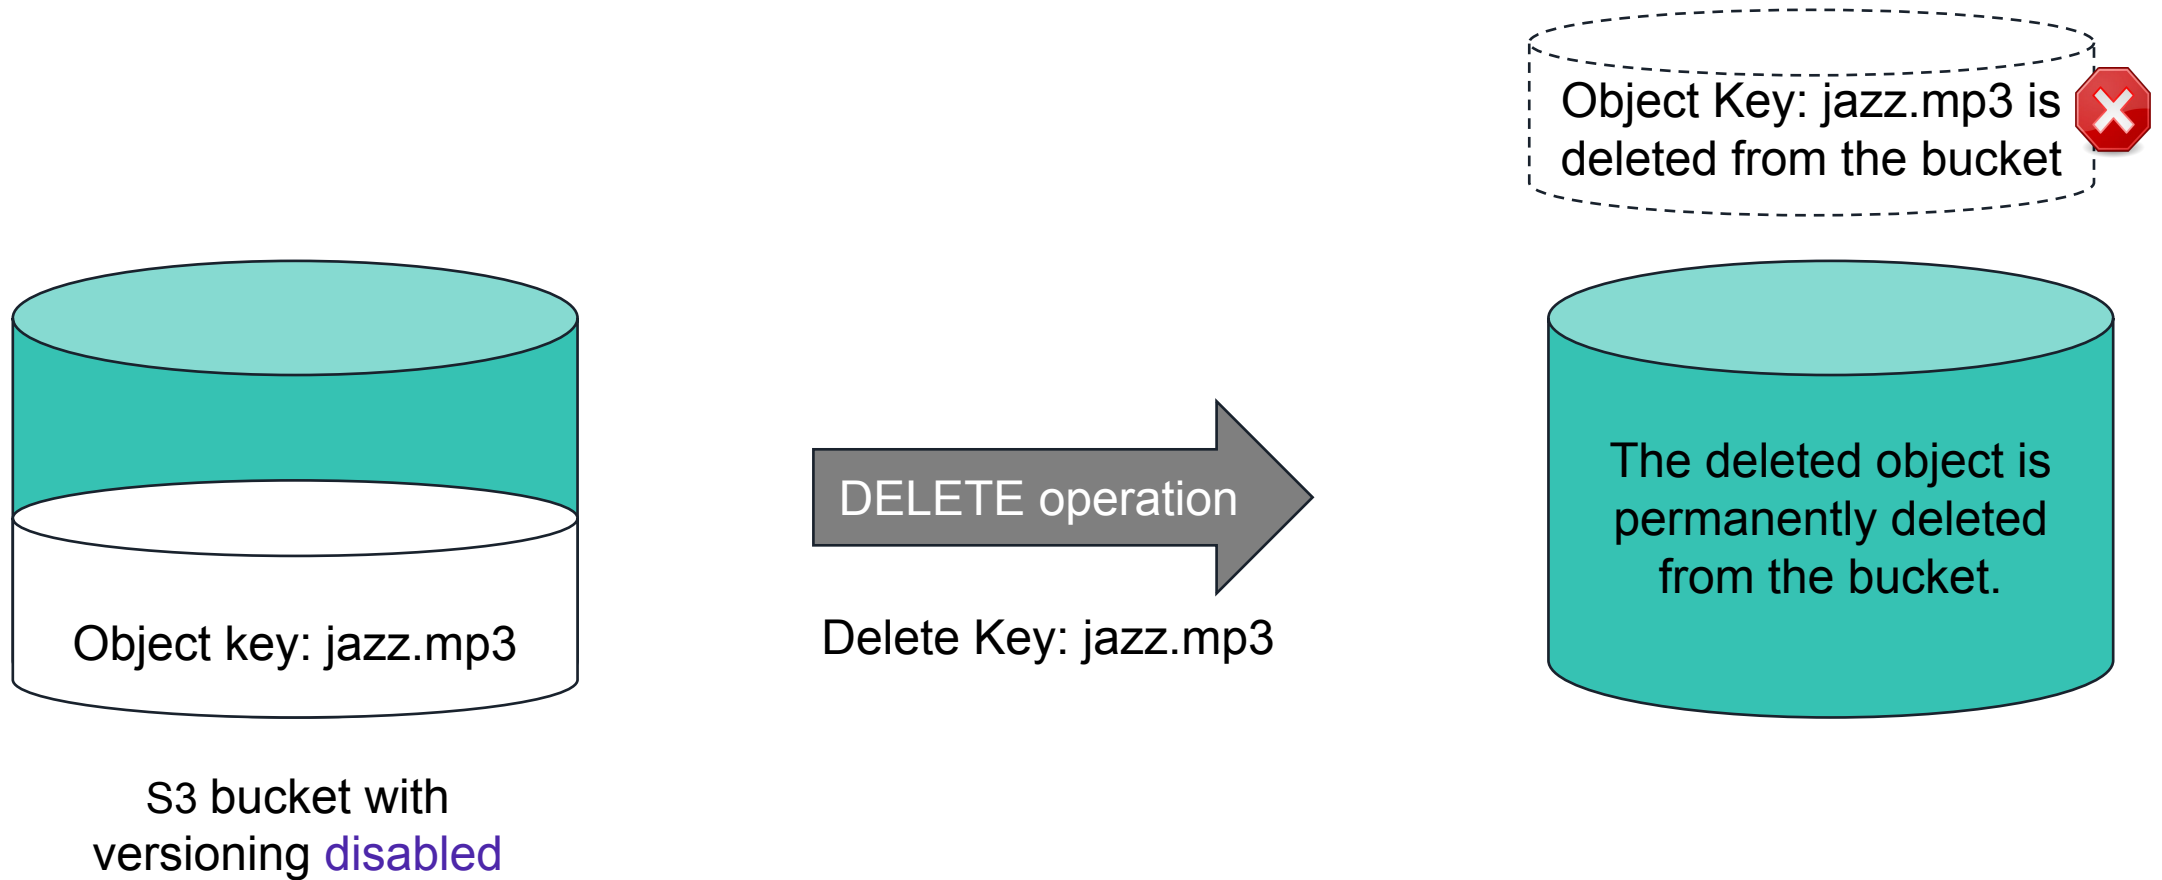 Object Key: jazz.mp3 is
deleted from the bucket
Object key: jazz.mp3
S3 bucket with
versioning disabled
DELETE operation
Delete Key: jazz.mp3
The deleted object is
permanently deleted
from the bucket.